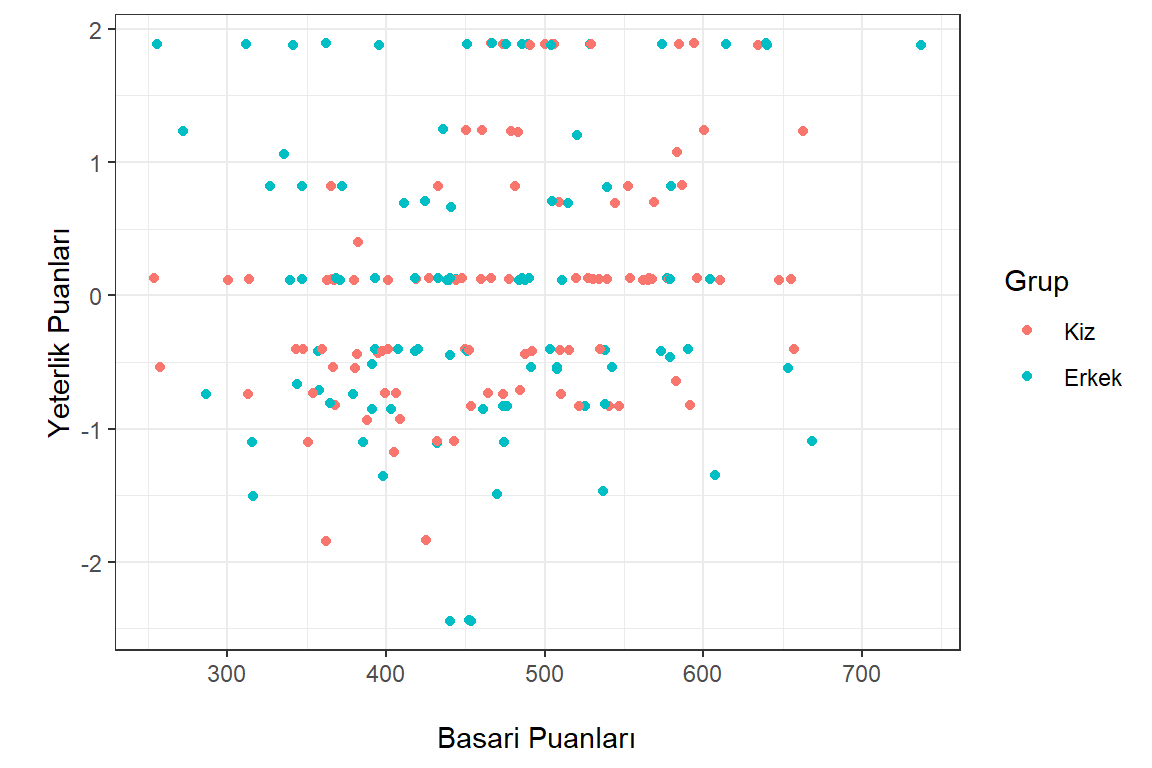 2
1
0
-1
-2
Yeterlik Puanları
300 400 500 600 700
Basari Puanları
Grup
Kiz
Erkek